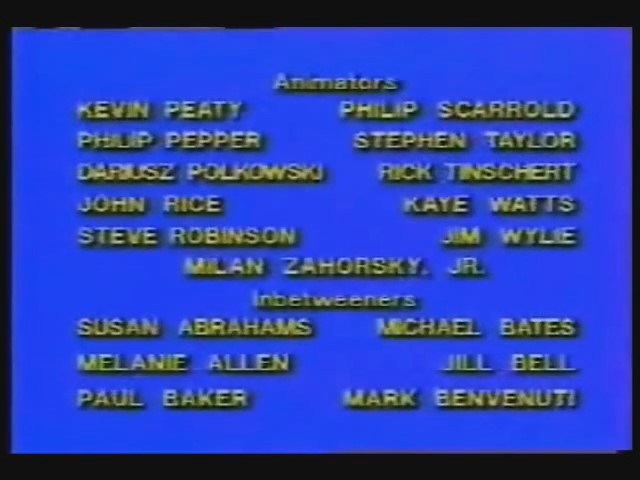 Animators
KEVIN PEATY PHILIP SCARROLD
PHILIP PEPPER STEPHEN TAYLOR
DARIUSZ POLKOWSKI RICK TINSCHERT
JOHN RICE KAYE WATTS
STEVE ROBINSON JIM WYLIE
MILAN ZAHORSKY, JR.
Inbetweeners
SUSAN ABRAHAMS MICHAEL BATES
MELANIE ALLEN JILL BELL
PAUL BAKER MARK BENVENUTI